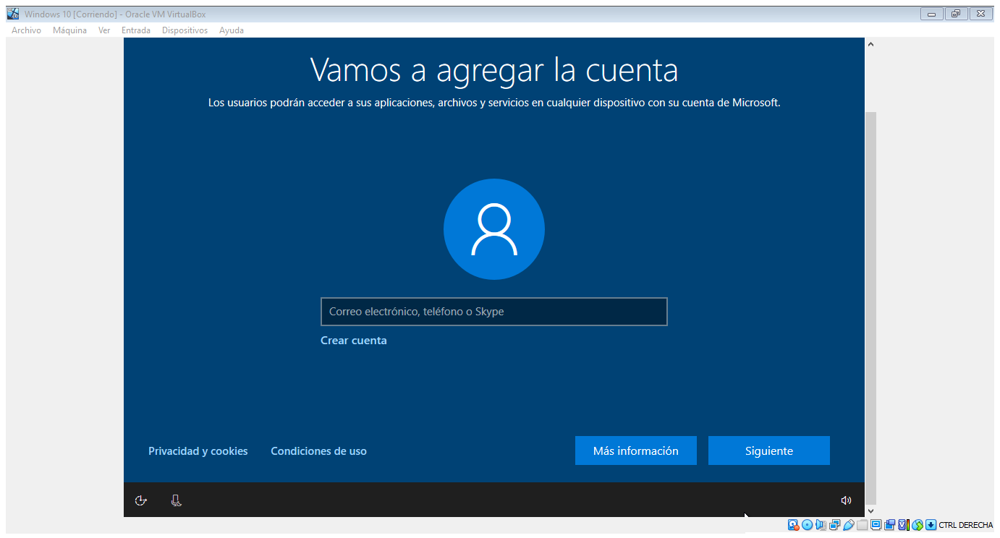 Windows 10 [Corriendo] - Oracle VM VirtualBox
Archivo Máquina Ver Entrada Dispositivos Ayuda
Vamos a agregar la cuenta
Los usuarios podrán acceder a sus aplicaciones, archivos y servicios en cualquier dispositivo con su cuenta de Microsoft.
Correo electrónico, teléfono o Skype
Crear cuenta
Privacidad y cookies Condiciones de uso Más información Siguiente
CTRL DERECHA